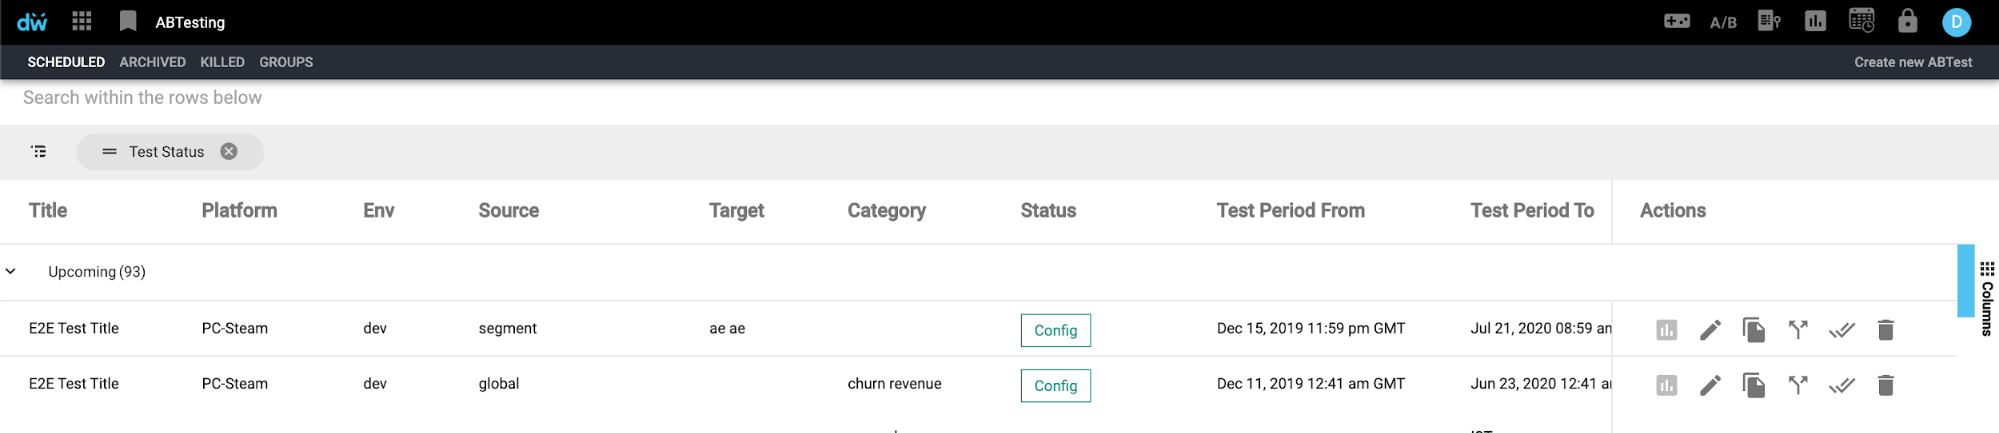 dw ABTesting A/B D
SCHEDULED ARCHIVED KILLED GROUPS Create new ABTest
Search within the rows below
Test Status
Title Platform Env Source Target Category Status Test Period From Test Period To Actions
Upcoming (93)
Columns
E2E Test Title PC-Steam dev segment ae ae Config Dec 15, 2019 11:59 pm GMT Jul 21, 2020 08:59 am
E2E Test Title PC-Steam dev global churn revenue Config Dec 11, 2019 12:41 am GMT Jun 23, 2020 12:41 a